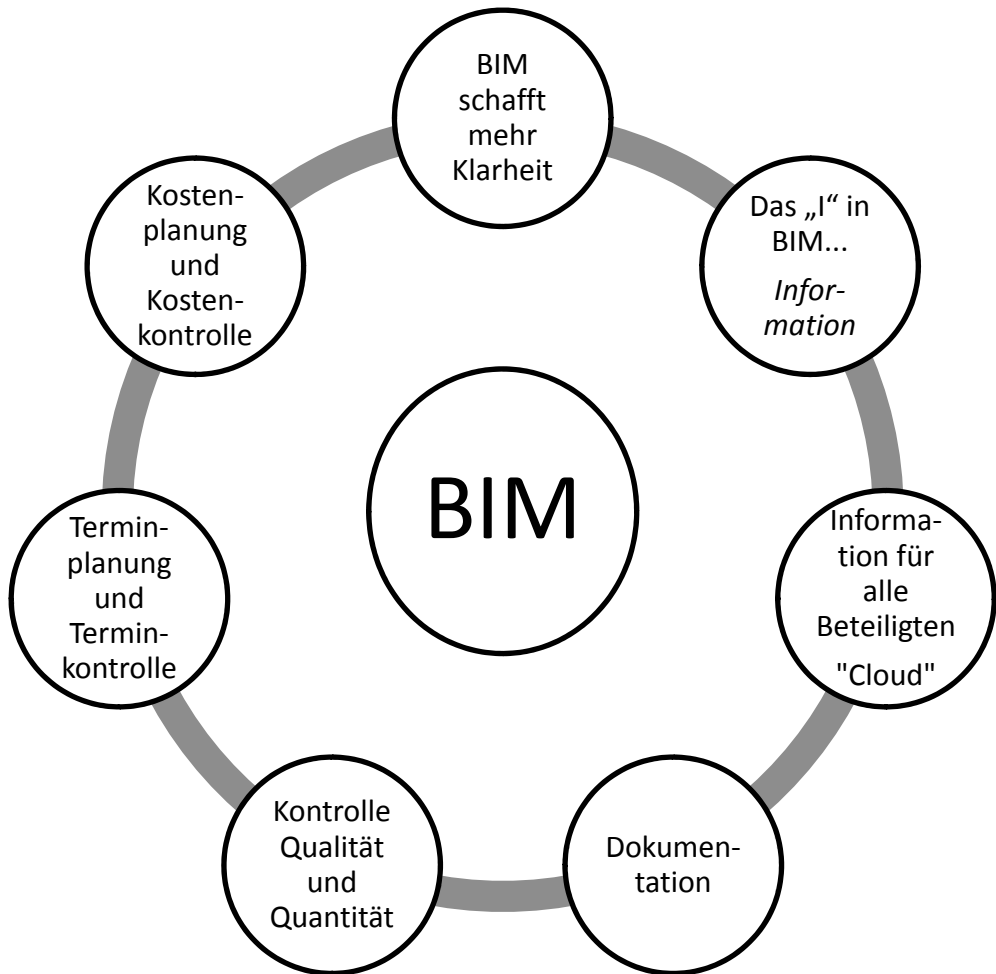 BIM
schafft
mehr
Klarheit
Das „I“ in
BIM...
Infor-
mation
Informa-
tion für
alle
Beteiligten
"Cloud"
Dokumen-
tation
Kontrolle
Qualität
und
Quantität
Termin-
planung
und
Termin-
kontrolle
Kosten-
planung
und
Kosten-
kontrolle
BIM